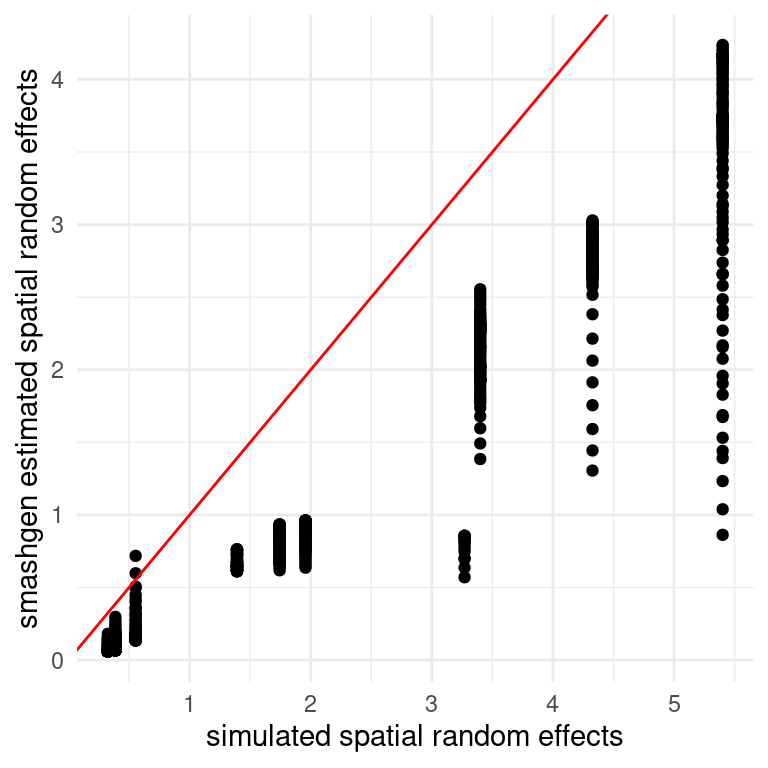 smashgen estimated spatial random effects
4
3
2
1
0
1 2 3 4 5
simulated spatial random effects